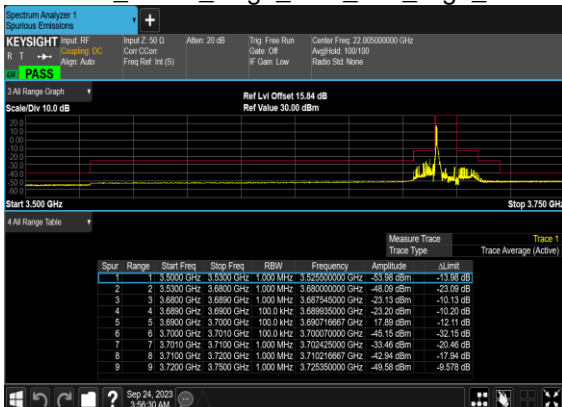 Spectrum Analyzer 1
Spurious Emissions
KEYSIGHT Input: RF Input Z: 50 Ω Atten: 20 dB Trig: Free Run Center Freq: 22.005000000 GHz
R T Coupling: DC Corr CCorr Gate: Off Avg|Hold: 100/100
Align: Auto Freq Ref: Int (S) IF Gain: Low Radio Std: None
PASS
3 All Range Graph
Ref Lvl Offset 15.84 dB
Scale/Div 10.0 dB Ref Value 30.00 dBm
20.0
10.0
0.00
-10.0
-20.0
-30.0
-40.0
-50.0
-60.0
Start 3.500 GHz Stop 3.750 GHz
4 All Range Table
Measure Trace Trace 1
Trace Type Trace Average (Active)
Spur Range Start Freq Stop Freq RBW Frequency Amplitude ΔLimit
1 1 3.5000 GHz 3.5300 GHz 1.000 MHz 3.525500000 GHz -53.98 dBm -13.98 dB
2 2 3.5300 GHz 3.6800 GHz 1.000 MHz 3.680000000 GHz -48.09 dBm -23.09 dB
3 3 3.6800 GHz 3.6890 GHz 1.000 MHz 3.687545000 GHz -23.13 dBm -10.13 dB
4 4 3.6890 GHz 3.6900 GHz 100.0 kHz 3.689935000 GHz -23.20 dBm -10.20 dB
5 5 3.6900 GHz 3.7000 GHz 100.0 kHz 3.690716667 GHz 17.89 dBm -12.11 dB
6 6 3.7000 GHz 3.7010 GHz 100.0 kHz 3.700070000 GHz -45.15 dBm -32.15 dB
7 7 3.7010 GHz 3.7100 GHz 1.000 MHz 3.702425000 GHz -33.46 dBm -20.46 dB
8 8 3.7100 GHz 3.7200 GHz 1.000 MHz 3.710216667 GHz -42.94 dBm -17.94 dB
9 9 3.7200 GHz 3.7500 GHz 1.000 MHz 3.725350000 GHz -49.58 dBm -9.578 dB
Sep 24, 2023
3:56:30 AM